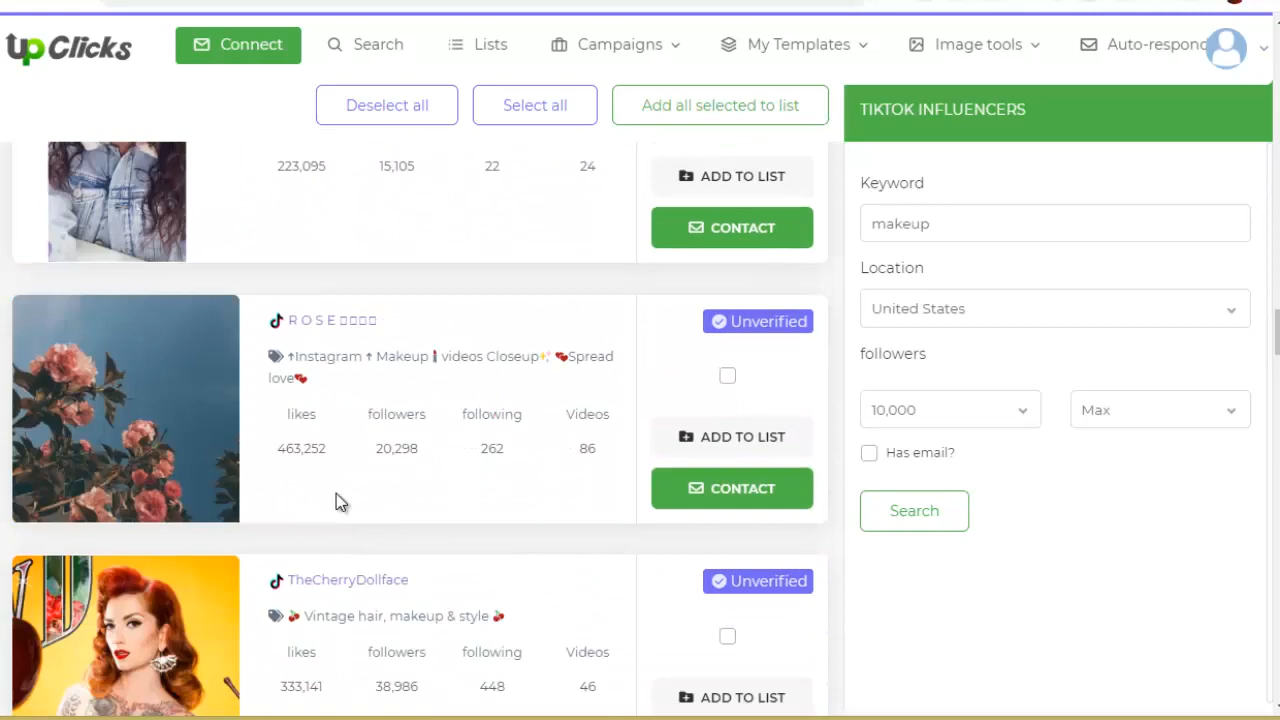 upClicks
Connect
Search
Lists
Campaigns
My Templates
Image tools
Auto-respond
Deselect all
Select all
Add all selected to list
TIKTOK INFLUENCERS
223,095 15,105 22 24
ADD TO LIST
CONTACT
R O S E
Unverified
↑Instagram ↑ Makeup💄videos Closeup✨ 💕Spread
love💕
likes followers following Videos
463,252 20,298 262 86
ADD TO LIST
CONTACT
TheCherryDollface
Unverified
🍒 Vintage hair, makeup & style 🍒
likes followers following Videos
333,141 38,986 448 46
ADD TO LIST
Keyword
makeup
Location
United States
followers
10,000 Max
Has email?
Search